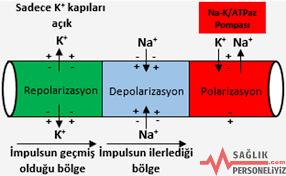 Sadece K⁺ kapıları
açık
Na-K/ATPaz
Pompası
K⁺
Na⁺
K⁺ Na⁺
+ + - - + +
- - + + - -
Repolarizasyon
Depolarizasyon
Polarizasyon
- - + + -
+ + - - +
K⁺
Na⁺
İmpulsun geçmiş
olduğu bölge
İmpulsun ilerlediği
bölge
SAĞLIK.com
PERSONELİYİZ